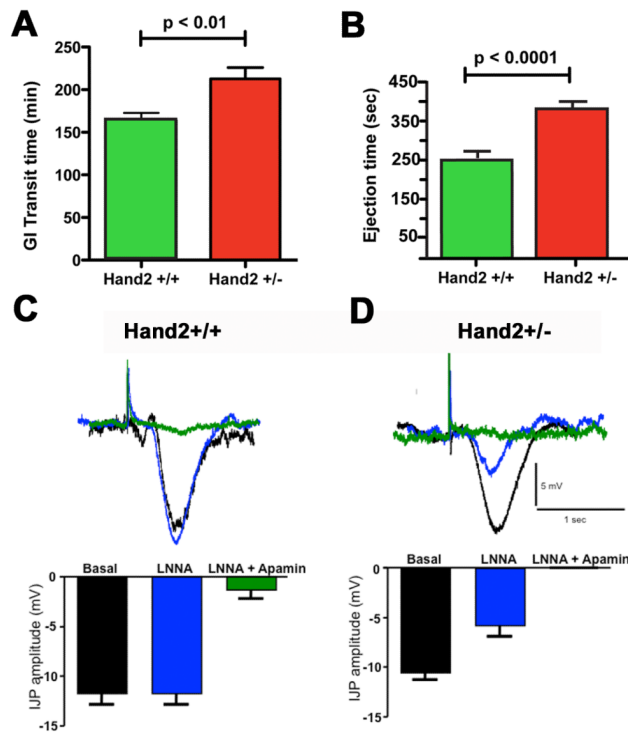 A
p < 0.01
GI Transit time (min)
250
200
150
100
50
0
Hand2 +/+
Hand2 +/-
B
p < 0.0001
Ejection time (sec)
450
350
250
150
50
Hand2 +/+
Hand2 +/-
C
Hand2+/+
D
Hand2+/-
5 mV
1 sec
Basal
LNNA
LNNA + Apamin
IJP amplitude (mV)
0
-5
-10
-15
Basal
LNNA
LNNA + Apamin
IJP amplitude (mV)
0
-5
-10
-15